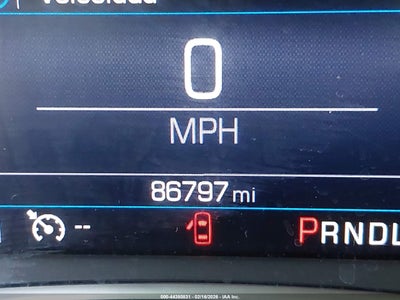 Velocidad
0
MPH
86797 mi
--
PRNDL